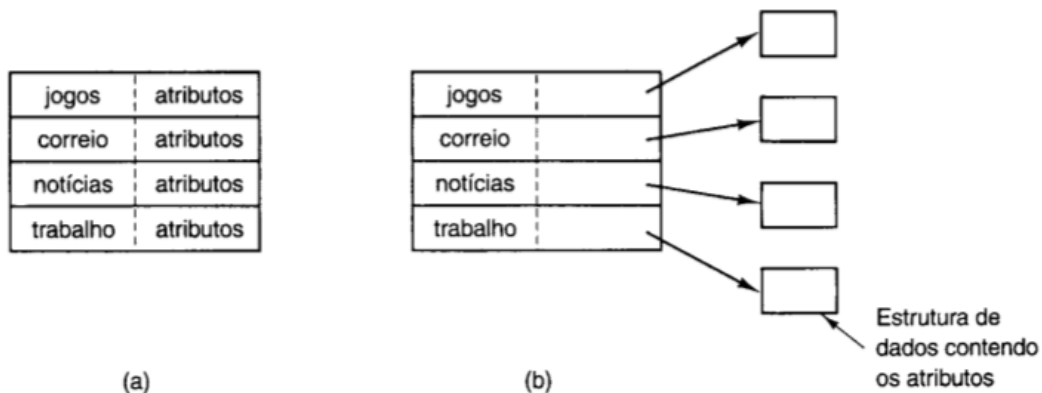 jogos atributos
correio atributos
notícias atributos
trabalho atributos
(a)
jogos
correio
notícias
trabalho
(b)
Estrutura de
dados contendo
os atributos